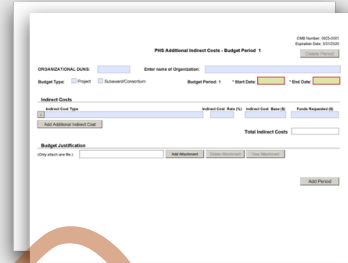 OMB Number: 0925-0001
Expiration Date: 3/31/2020
PHS Additional Indirect Costs - Budget Period 1
Delete Period
ORGANIZATIONAL DUNS:
Enter name of Organization:
Budget Type: Project Subaward/Consortium
Budget Period: 1 * Start Date: * End Date:
Indirect Costs
Indirect Cost Type Indirect Cost Rate (%) Indirect Cost Base ($) Funds Requested ($)
Add Additional Indirect Cost
Total Indirect Costs
Budget Justification
(Only attach one file.) Add Attachment Delete Attachment View Attachment
Add Period